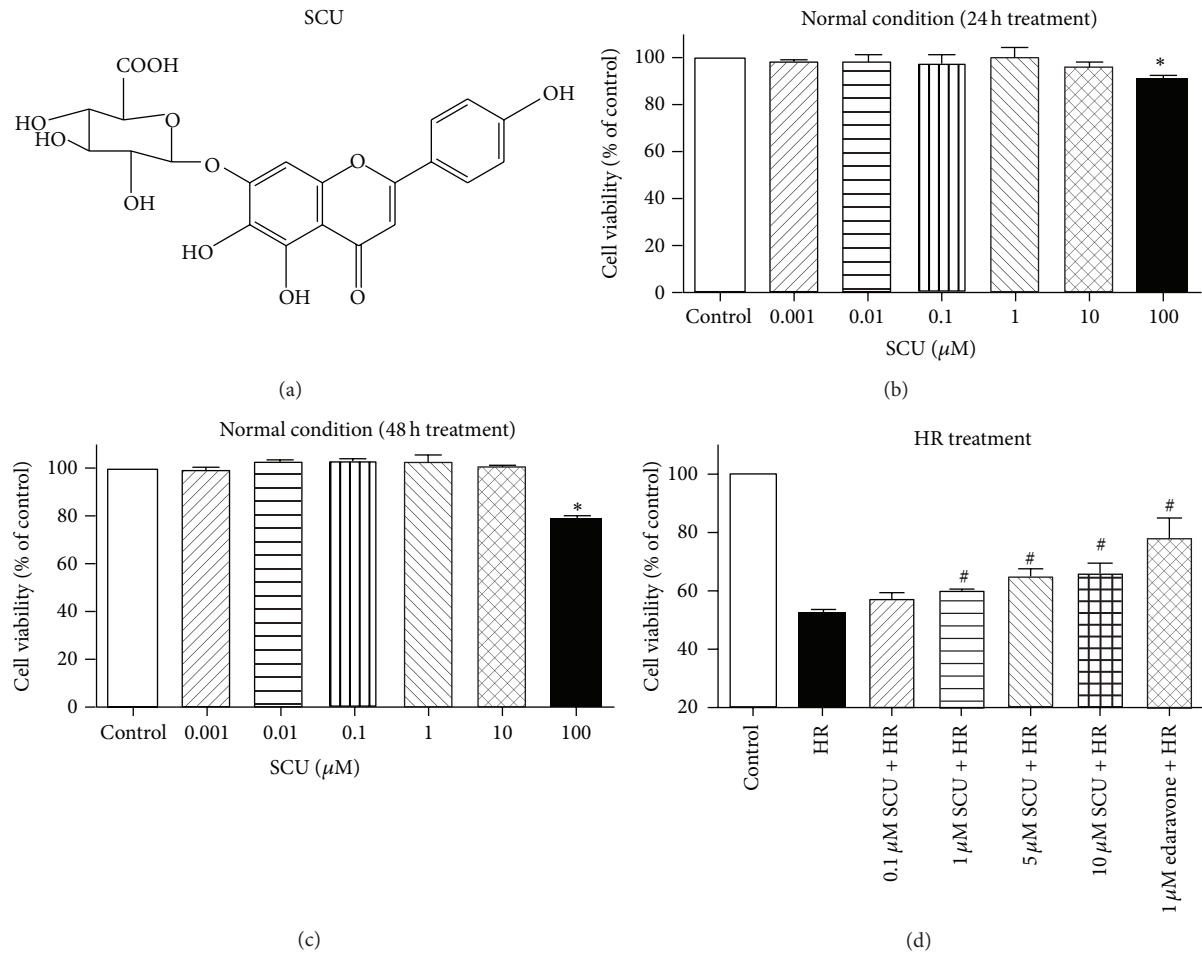 SCU
COOH
O
HO
HO
OH
O
O
OH
HO
OH
O
(a)
Normal condition (24 h treatment)
Cell viability (% of control)
100
80
60
40
20
0
*
Control 0.001 0.01 0.1 1 10 100
SCU (μM)
(b)
Normal condition (48 h treatment)
Cell viability (% of control)
100
80
60
40
20
0
*
Control 0.001 0.01 0.1 1 10 100
SCU (μM)
(c)
HR treatment
Cell viability (% of control)
100
80
60
40
20
# # # #
Control
HR
0.1 μM SCU + HR
1 μM SCU + HR
5 μM SCU + HR
10 μM SCU + HR
1 μM edaravone + HR
(d)